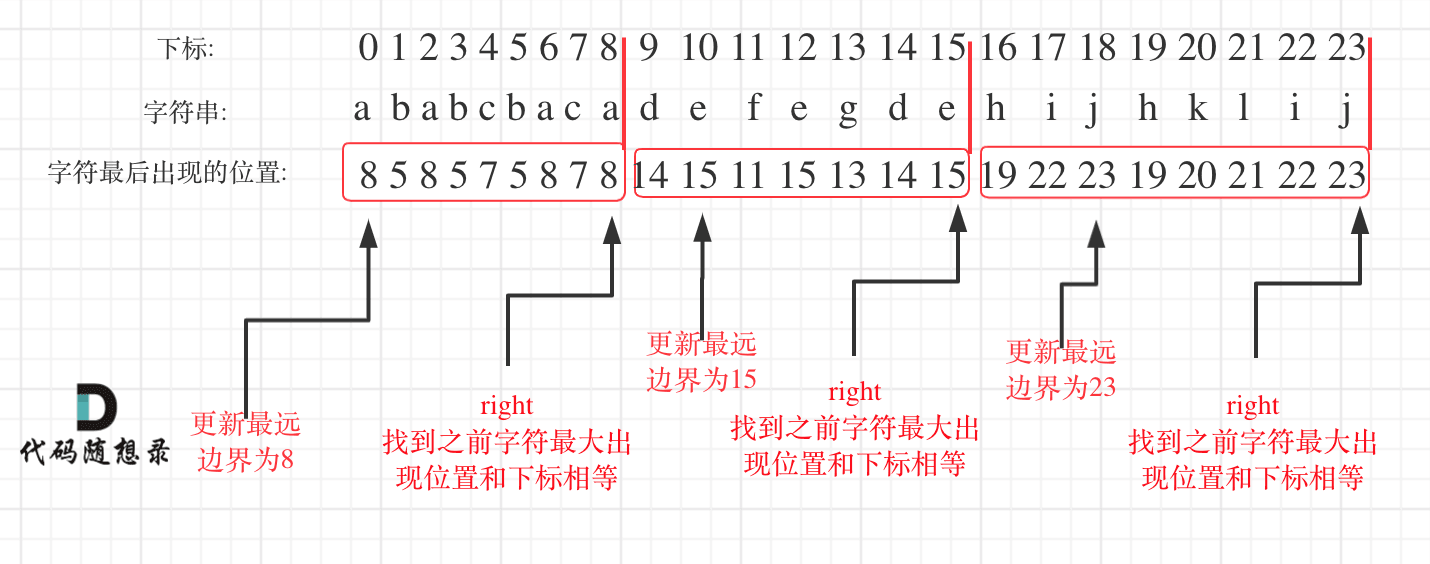 下标: 0 1 2 3 4 5 6 7 8 9 10 11 12 13 14 15 16 17 18 19 20 21 22 23
字符串: a b a b c b a c a d e f e g d e h i j h k l i j
字符最后出现的位置: 8 5 8 5 7 5 8 7 8 14 15 11 15 13 14 15 19 22 23 19 20 21 22 23
更新最远
边界为8
right
找到之前字符最大出
现位置和下标相等
更新最远
边界为15
right
找到之前字符最大出
现位置和下标相等
更新最远
边界为23
right
找到之前字符最大出
现位置和下标相等
代码随想录